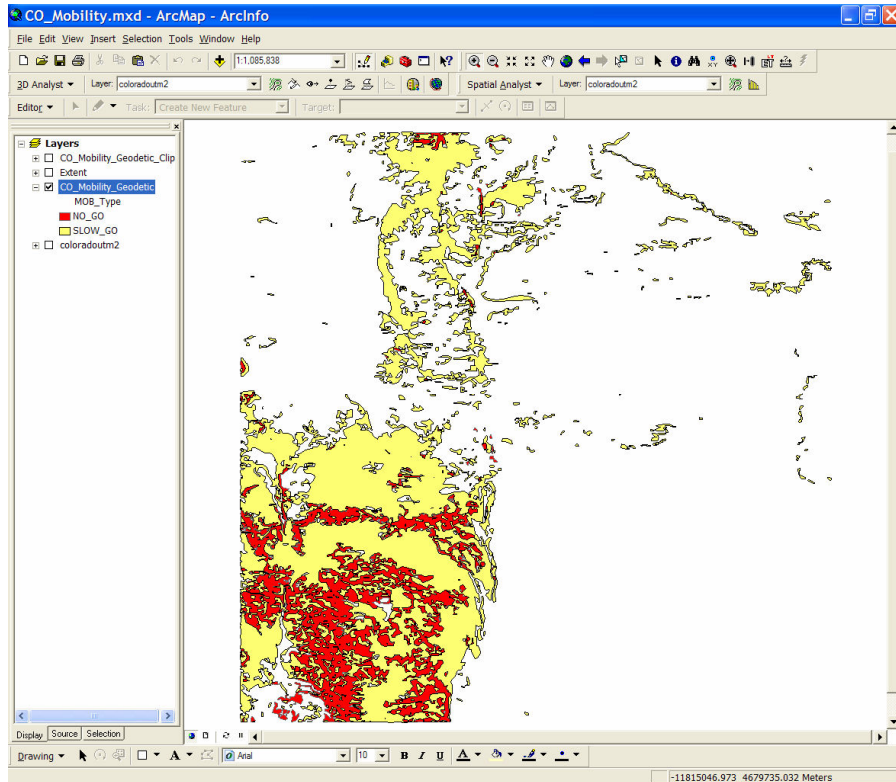 CO_Mobility.mxd - ArcMap - ArcInfo
File Edit View Insert Selection Tools Window Help
1:1,085,838
3D Analyst Layer: coloradoutm2 Spatial Analyst Layer: coloradoutm2
Editor Task: Create New Feature Target:
Layers
CO_Mobility_Geodetic_Clip
Extent
CO_Mobility_Geodetic
MOB_Type
NO_GO
SLOW_GO
coloradoutm2
Display Source Selection
Drawing A Arial 10 B I U A
-11815046.973 4679735.032 Meters